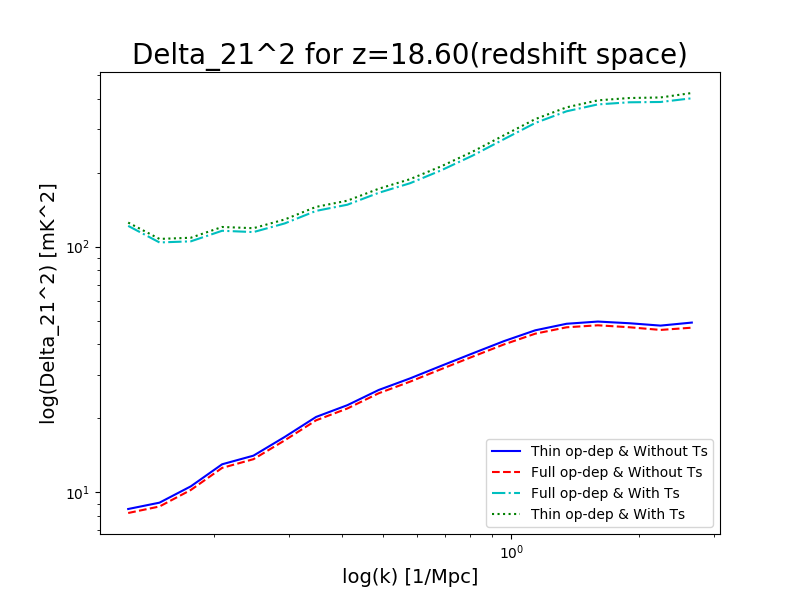 Delta_21^2 for z=18.60(redshift space)
log(Delta_21^2) [mK^2]
10^2
10^1
10^0
log(k) [1/Mpc]
Thin op-dep & Without Ts
Full op-dep & Without Ts
Full op-dep & With Ts
Thin op-dep & With Ts